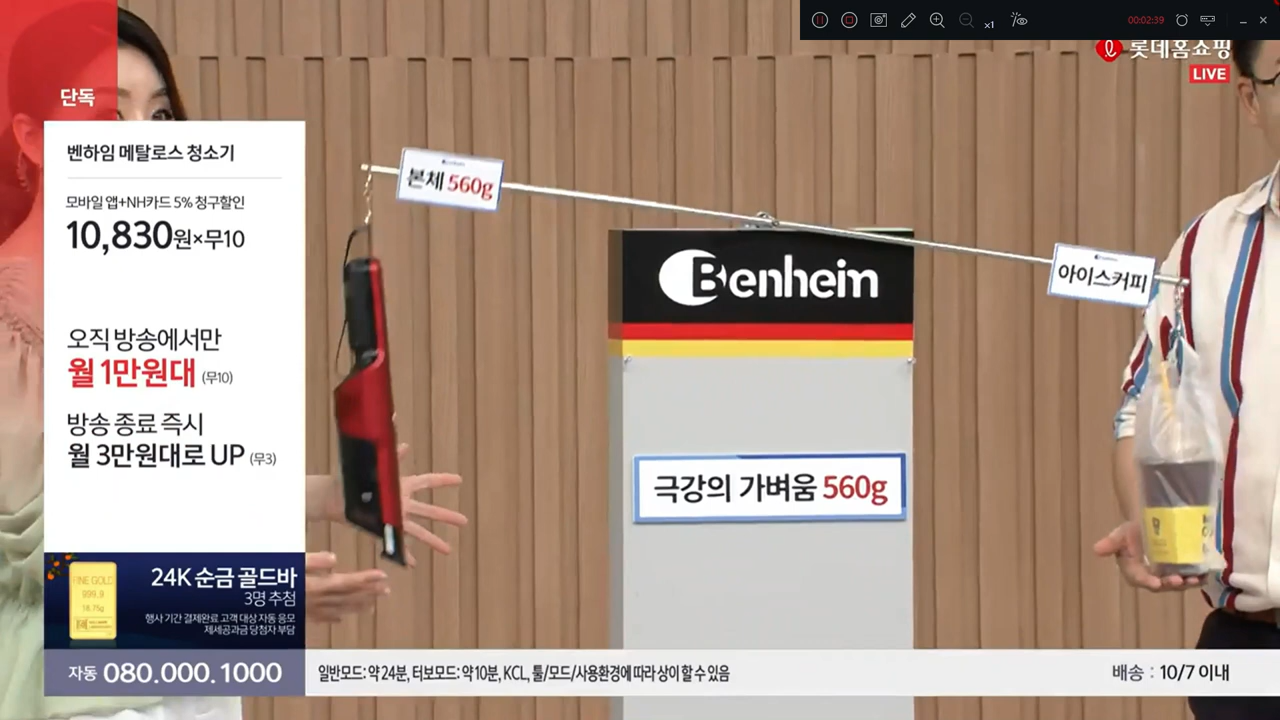 x1
00:02:39
롯데홈쇼핑
LIVE
단독
벤하임 메탈로스 청소기
모바일 앱+NH카드 5% 청구할인
10,830원×무10
오직 방송에서만
월 1만원대 (무10)
방송 종료 즉시
월 3만원대로 UP (무3)
본체 560g
아이스커피
Benheim
극강의 가벼움 560g
FINE GOLD
999.9
18.75g
24K 순금 골드바
3명 추첨
행사 기간 결제완료 고객 대상 자동 응모
제세공과금 당첨자 부담
자동 080.000.1000
일반모드: 약 24분, 터보모드: 약 10분, KCL, 툴/모드/사용환경에 따라 상이 할 수 있음
배송 : 10/7 이내